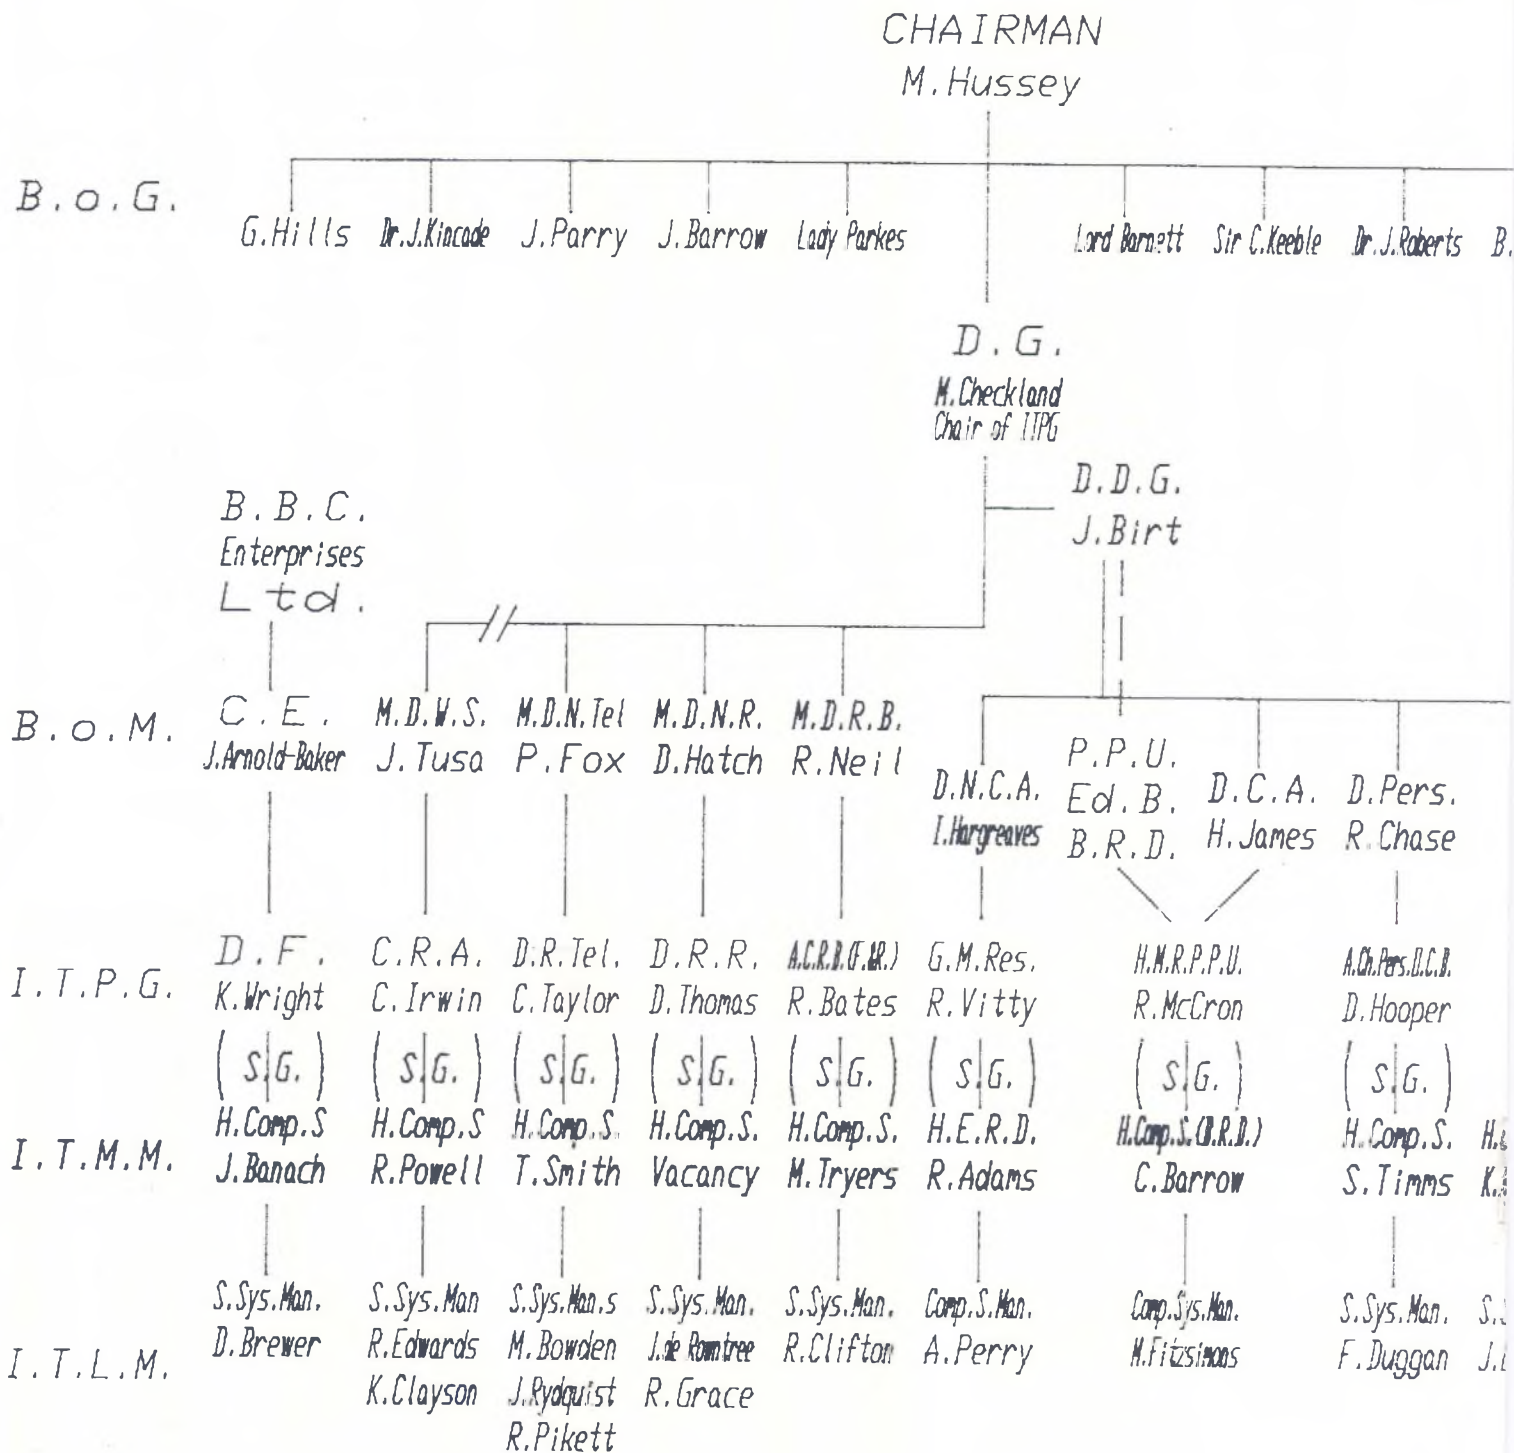 CHAIRMAN
M.Hussey
B.o.G.
G.Hills Dr.J.Kincade J.Parry J.Barrow Lady Parkes Lord Barnett Sir C.Keeble Dr.J.Roberts B.
D.G.
M.Checkland
Chair of ITPG
D.D.G.
J.Birt
B.B.C.
Enterprises
Ltd.
B.o.M.
C.E. M.D.W.S. M.D.N.Tel M.D.N.R. M.D.R.B.
J.Arnold-Baker J.Tusa P.Fox D.Hatch R.Neil
D.N.C.A. P.P.U. D.C.A. D.Pers.
I.Hargreaves Ed.B. H.James R.Chase
B.R.D.
I.T.P.G.
D.F. C.R.A. D.R.Tel. D.R.R. A.C.R.B.(F.&R.) G.M.Res. H.M.R.P.P.U. A.Ch.Pers.D.C.B.
K.Wright C.Irwin C.Taylor D.Thomas R.Bates R.Vitty R.McCron D.Hooper
(S.G.) (S.G.) (S.G.) (S.G.) (S.G.) (S.G.) (S.G.) (S.G.)
I.T.M.M.
H.Comp.S H.Comp.S H.Comp.S. H.Comp.S. H.Comp.S. H.E.R.D. H.Comp.S.(B.R.D.) H.Comp.S.
J.Banach R.Powell T.Smith Vacancy M.Tryers R.Adams C.Barrow S.Timms
I.T.L.M.
S.Sys.Man. S.Sys.Man S.Sys.Man.s S.Sys.Man. S.Sys.Man. Comp.S.Man. Comp.Sys.Man. S.Sys.Man.
D.Brewer R.Edwards M.Bowden J.de Rowntree R.Clifton A.Perry M.Fitzsimons F.Duggan
K.Clayson J.Rydquist R.Grace
R.Pikett